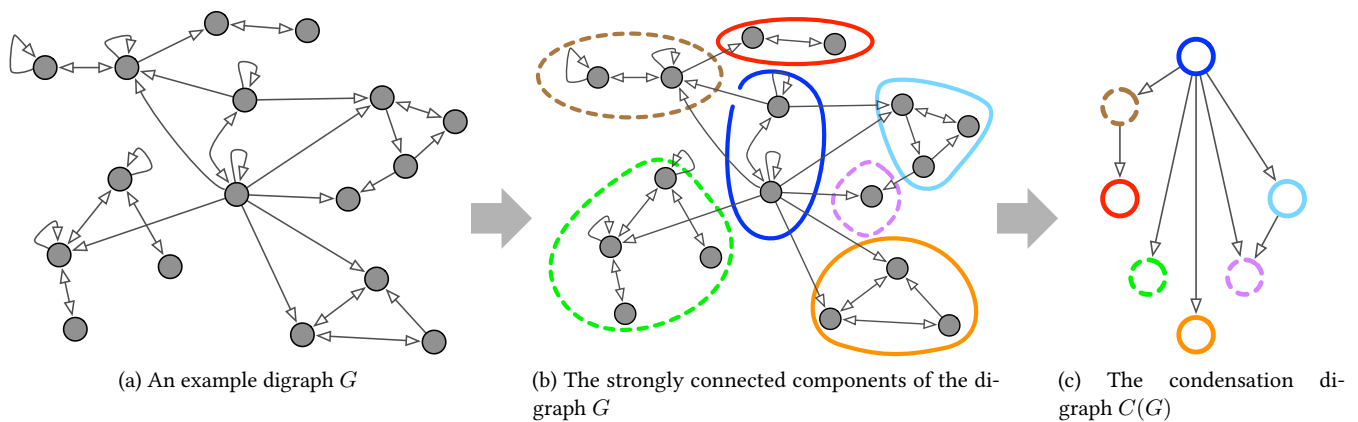 (a) An example digraph G
(b) The strongly connected components of the di-
graph G
(c) The condensation di-
graph C(G)